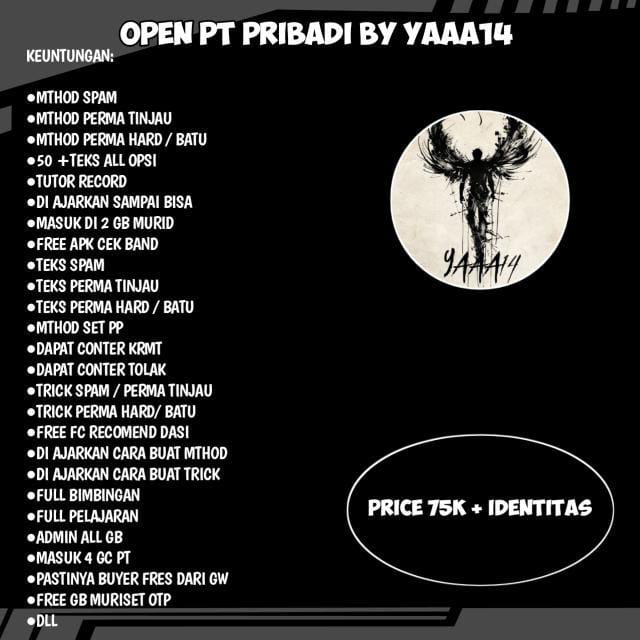 OPEN PT PRIBADI BY YAAA14
KEUNTUNGAN:
●MTHOD SPAM
●MTHOD PERMA TINJAU
●MTHOD PERMA HARD / BATU
●50 +TEKS ALL OPSI
●TUTOR RECORD
●DI AJARKAN SAMPAI BISA
●MASUK DI 2 GB MURID
●FREE APK CEK BAND
●TEKS SPAM
●TEKS PERMA TINJAU
●TEKS PERMA HARD / BATU
●MTHOD SET PP
●DAPAT CONTER KRMT
●DAPAT CONTER TOLAK
●TRICK SPAM / PERMA TINJAU
●TRICK PERMA HARD/ BATU
●FREE FC RECOMEND DASI
●DI AJARKAN CARA BUAT MTHOD
●DI AJARKAN CARA BUAT TRICK
●FULL BIMBINGAN
●FULL PELAJARAN
●ADMIN ALL GB
●MASUK 4 GC PT
●PASTINYA BUYER FRES DARI GW
●FREE GB MURISET OTP
●DLL
YAAA14
PRICE 75K + IDENTITAS